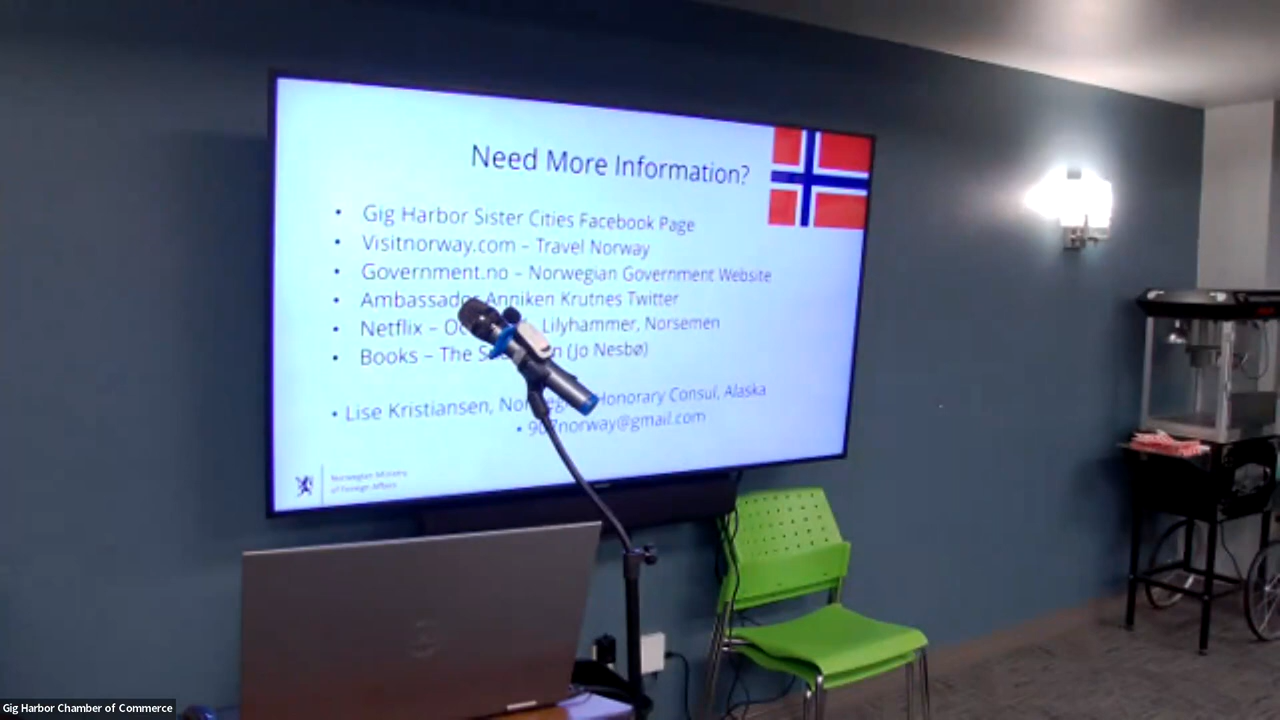 Need More Information?
• Gig Harbor Sister Cities Facebook Page
• Visitnorway.com – Travel Norway
• Government.no – Norwegian Government Website
• Ambassador Anniken Krutnes Twitter
• Netflix – Lilyhammer, Norsemen
• Books – The (Jo Nesbø)
• Lise Kristiansen, Norwegian Honorary Consul, Alaska
• 907norway@gmail.com
Norwegian Ministry
of Foreign Affairs
Gig Harbor Chamber of Commerce